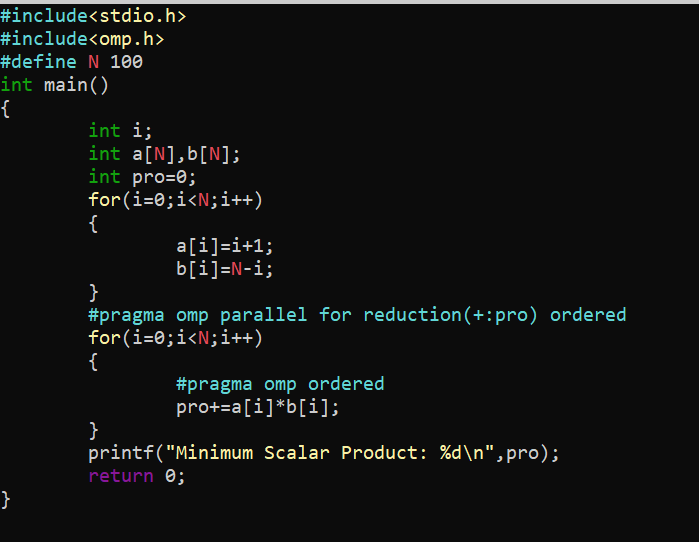 #include<stdio.h>
#include<omp.h>
#define N 100
int main()
{
        int i;
        int a[N],b[N];
        int pro=0;
        for(i=0;i<N;i++)
        {
                a[i]=i+1;
                b[i]=N-i;
        }
        #pragma omp parallel for reduction(+:pro) ordered
        for(i=0;i<N;i++)
        {
                #pragma omp ordered
                pro+=a[i]*b[i];
        }
        printf("Minimum Scalar Product: %d\n",pro);
        return 0;
}